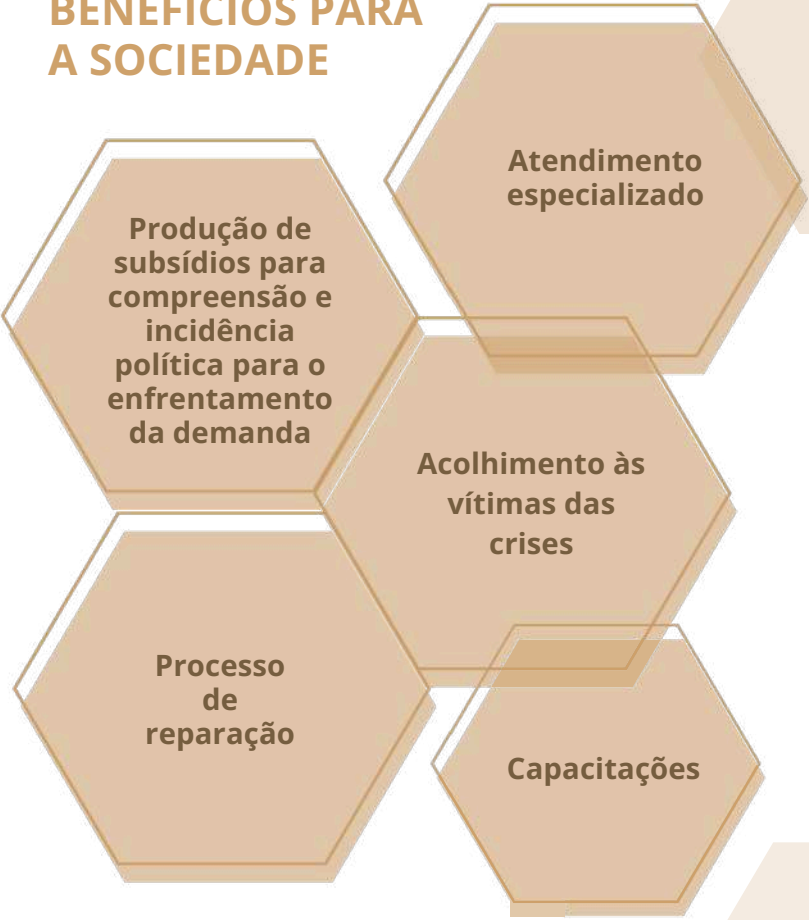 BENEFÍCIOS PARA
A SOCIEDADE
Atendimento
especializado
Produção de
subsídios para
compreensão e
incidência
política para o
enfrentamento
da demanda
Acolhimento às
vítimas das
crises
Processo
de
reparação
Capacitações